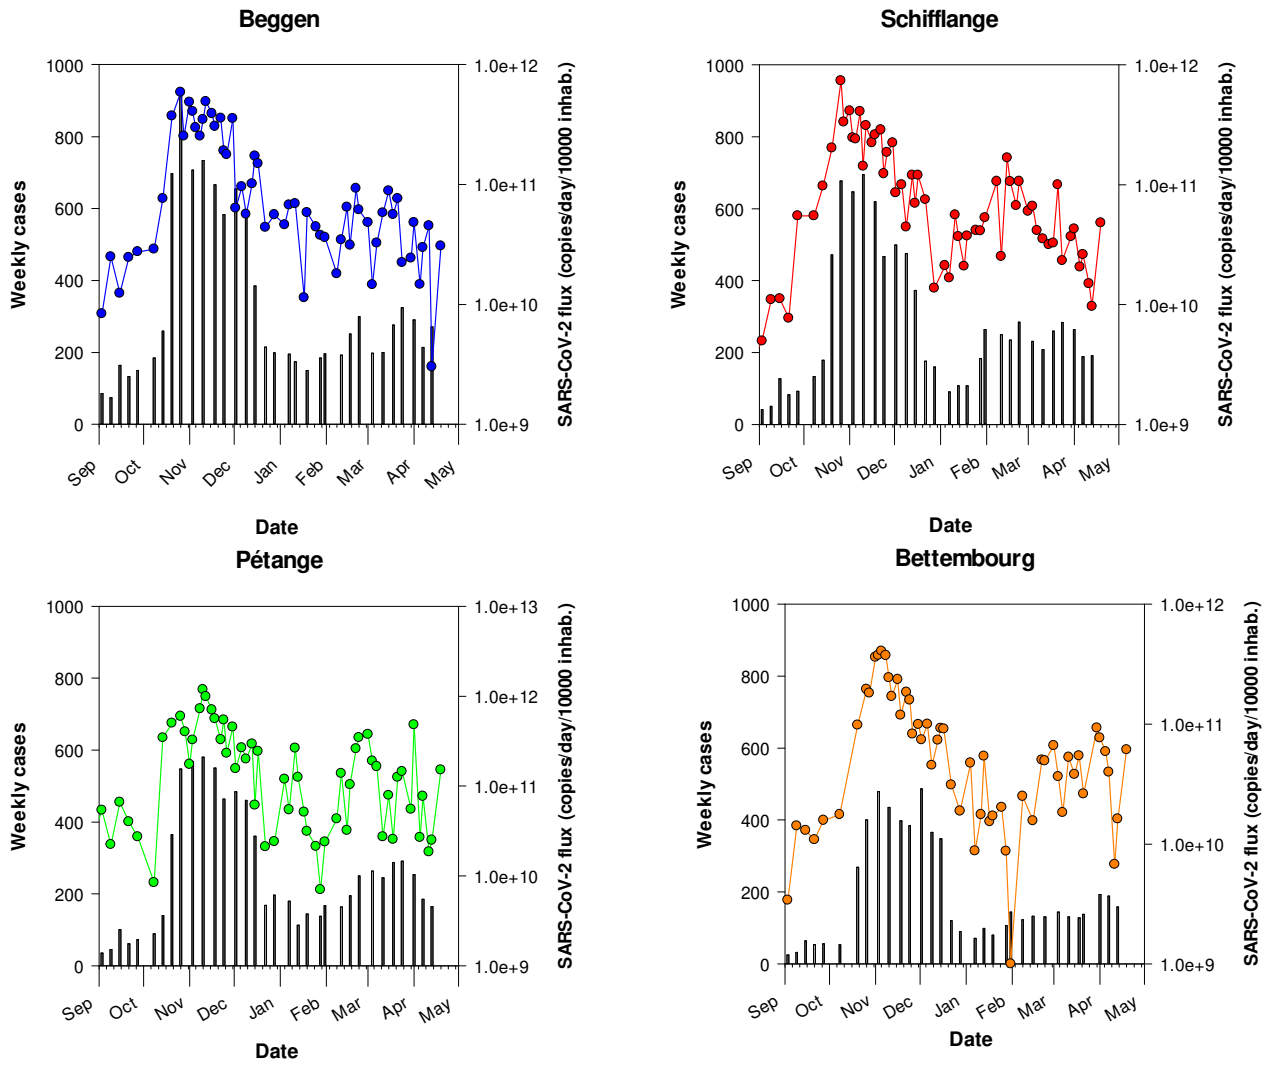 Beggen
Weekly cases
1000
800
600
400
200
0
1.0e+12
1.0e+11
1.0e+10
1.0e+9
SARS-CoV-2 flux (copies/day/10000 inhab.)
Sep Oct Nov Dec Jan Feb Mar Apr May
Date
Schifflange
Weekly cases
1000
800
600
400
200
0
1.0e+12
1.0e+11
1.0e+10
1.0e+9
SARS-CoV-2 flux (copies/day/10000 inhab.)
Sep Oct Nov Dec Jan Feb Mar Apr May
Date
Pétange
Weekly cases
1000
800
600
400
200
0
1.0e+13
1.0e+12
1.0e+11
1.0e+10
1.0e+9
SARS-CoV-2 flux (copies/day/10000 inhab.)
Sep Oct Nov Dec Jan Feb Mar Apr May
Date
Bettembourg
Weekly cases
1000
800
600
400
200
0
1.0e+12
1.0e+11
1.0e+10
1.0e+9
SARS-CoV-2 flux (copies/day/10000 inhab.)
Sep Oct Nov Dec Jan Feb Mar Apr May
Date